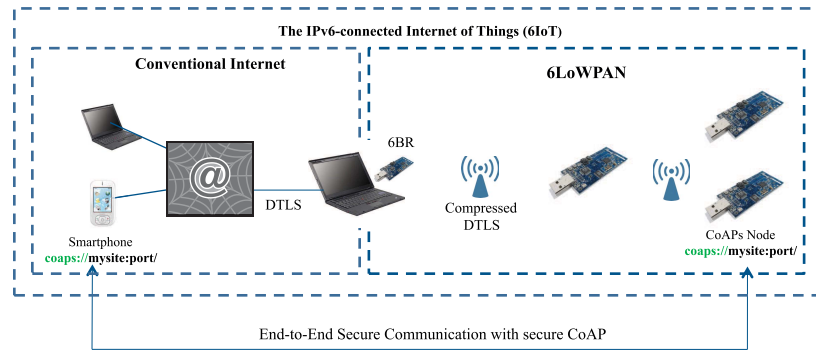 The IPv6-connected Internet of Things (6IoT)
Conventional Internet
6LoWPAN
6BR
@
DTLS
Compressed
DTLS
Smartphone
coaps://mysite:port/
CoAPs Node
coaps://mysite:port/
End-to-End Secure Communication with secure CoAP